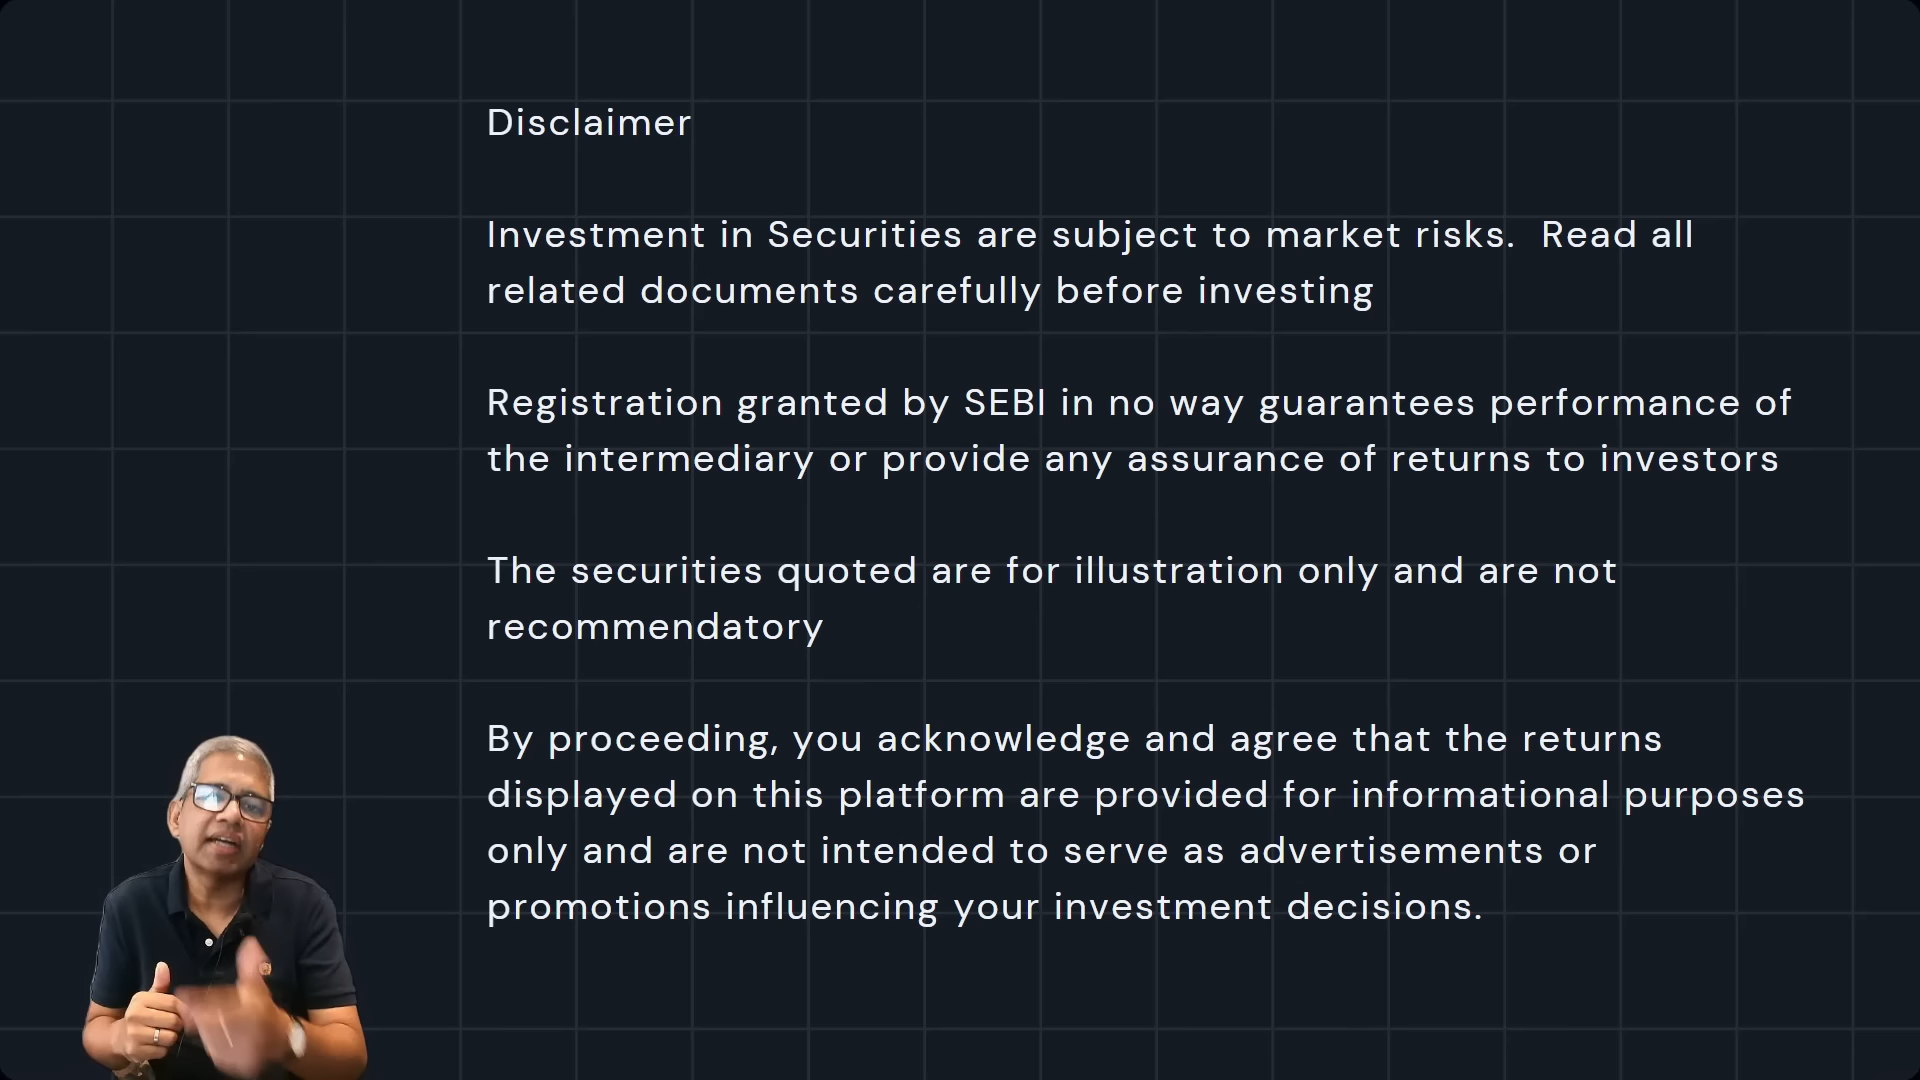 Disclaimer
Investment in Securities are subject to market risks.  Read all
related documents carefully before investing
Registration granted by SEBI in no way guarantees performance of
the intermediary or provide any assurance of returns to investors
The securities quoted are for illustration only and are not
recommendatory
By proceeding, you acknowledge and agree that the returns
displayed on this platform are provided for informational purposes
only and are not intended to serve as advertisements or
promotions influencing your investment decisions.